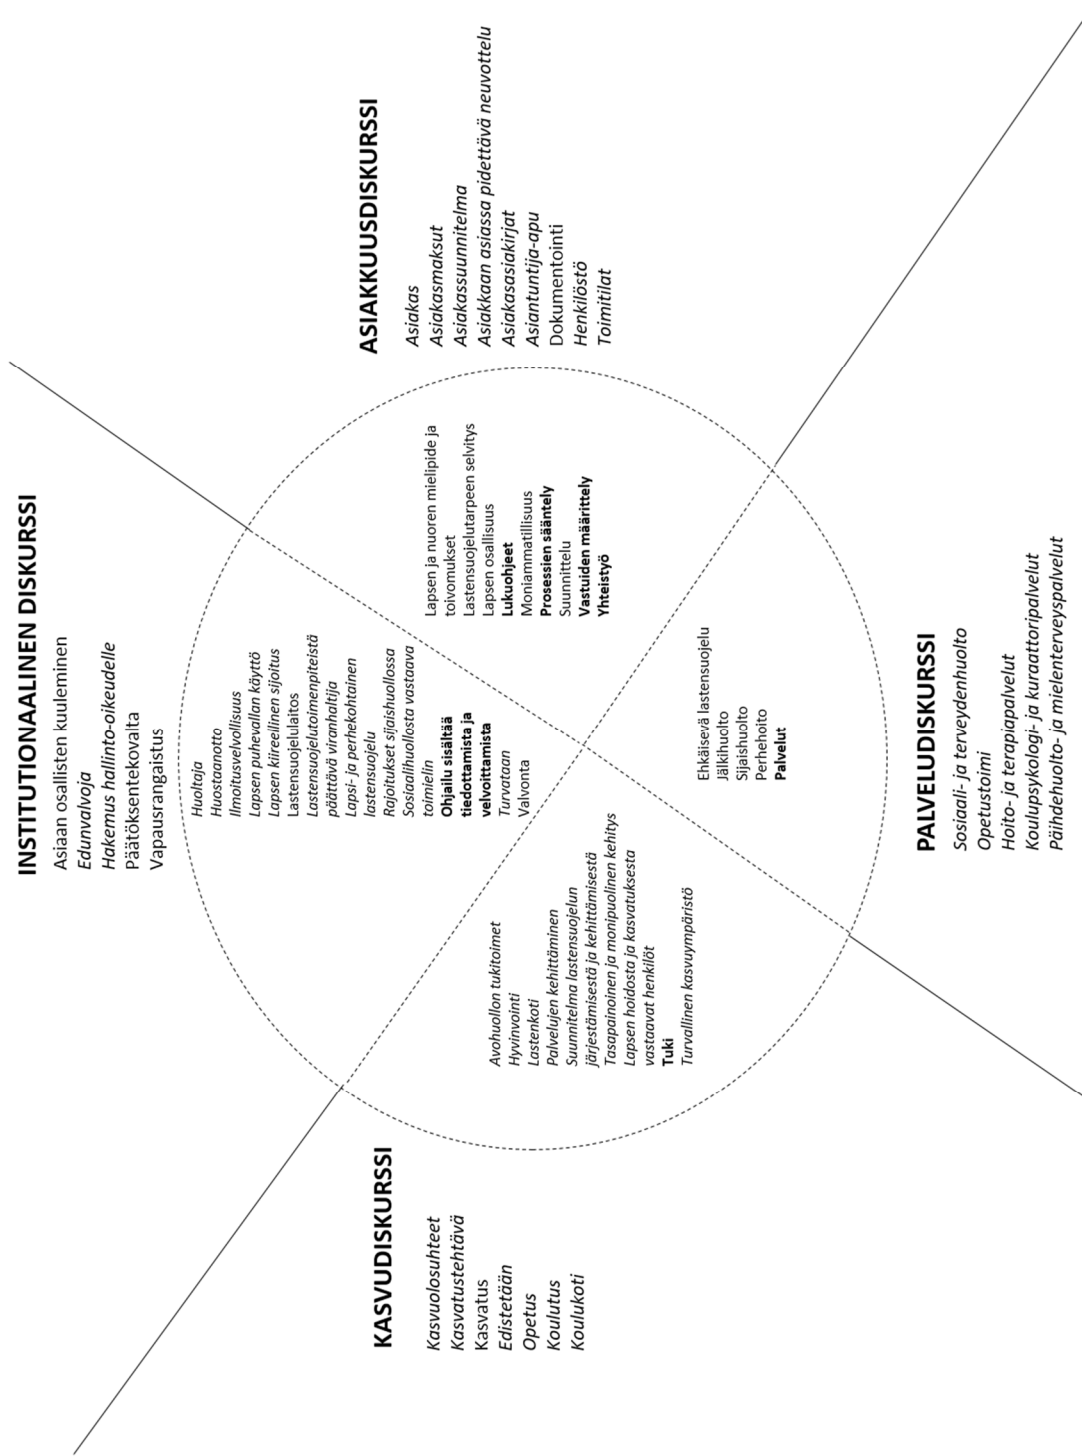 INSTITUTIONAALINEN DISKURSSI
Asiaan osallisten kuuleminen
Edunvalvoja
Hakemus hallinto-oikeudelle
Päätöksentekovalta
Vapausrangaistus
Huoltaja
Huostaanotto
Ilmoitusvelvollisuus
Lapsen puhevallan käyttö
Lapsen kiireellinen sijoitus
Lastensuojelulaitos
Lastensuojelutoimenpiteistä
päättävä viranhaltija
Lapsi- ja perhekohtainen
lastensuojelu
Rajoitukset sijaishuollossa
Sosiaalihuollosta vastaava
toimielin
Ohjailu sisältää
tiedottamista ja
velvoittamista
Turvataan
Valvonta
KASVUDISKURSSI
Kasvuolosuhteet
Kasvatustehtävä
Kasvatus
Edistetään
Opetus
Koulutus
Koulukoti
Avohuollon tukitoimet
Hyvinvointi
Lastenkoti
Palvelujen kehittäminen
Suunnitelma lastensuojelun
järjestämisestä ja kehittämisestä
Tasapainoinen ja monipuolinen kehitys
Lapsen hoidosta ja kasvatuksesta
vastaavat henkilöt
Tuki
Turvallinen kasvuympäristö
Lapsen ja nuoren mielipide ja
toivomukset
Lastensuojelutarpeen selvitys
Lapsen osallisuus
Lukuohjeet
Moniammatillisuus
Prosessien sääntely
Suunnittelu
Vastuiden määrittely
Yhteistyö
ASIAKKUUSDISKURSSI
Asiakas
Asiakasmaksut
Asiakassuunnitelma
Asiakkaan asiassa pidettävä neuvottelu
Asiakasasiakirjat
Asiantuntija-apu
Dokumentointi
Henkilöstö
Toimitilat
Ehkäisevä lastensuojelu
Jälkihuolto
Sijaishuolto
Perhehoito
Palvelut
PALVELUDISKURSSI
Sosiaali- ja terveydenhuolto
Opetustoimi
Hoito- ja terapiapalvelut
Koulupsykologi- ja kuraattoripalvelut
Päihdehuolto- ja mielenterveyspalvelut